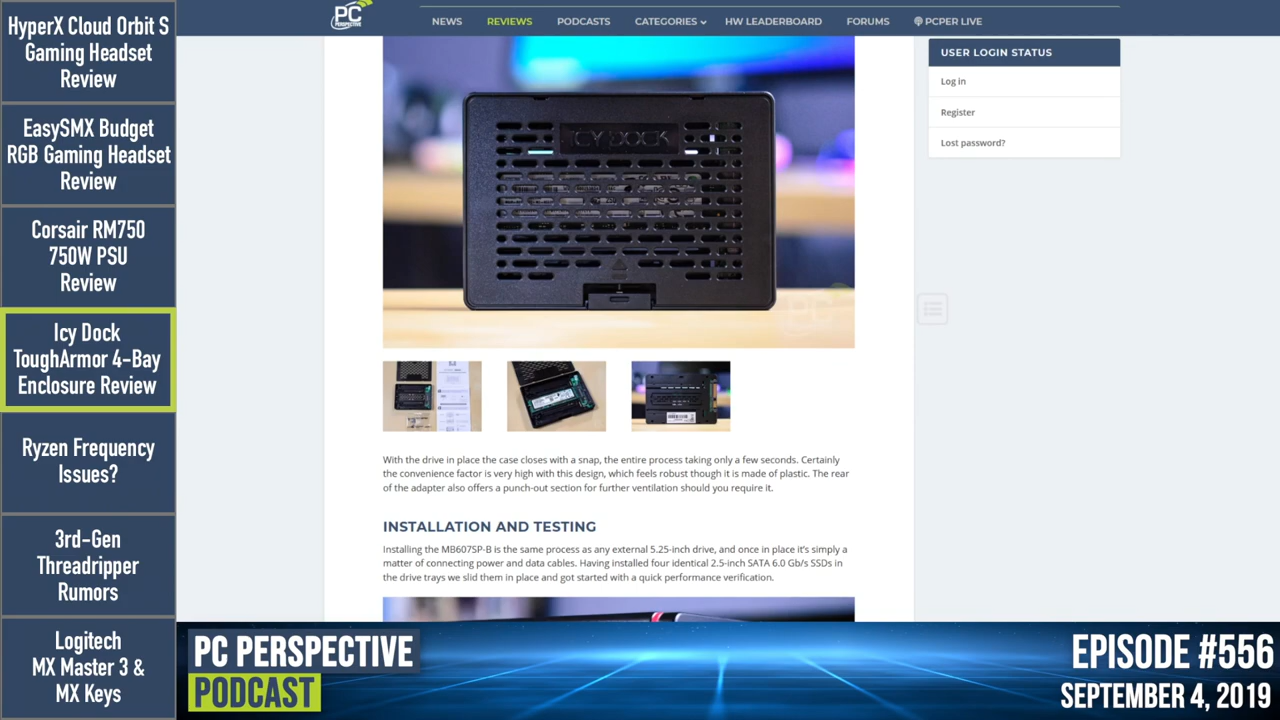 HyperX Cloud Orbit S
Gaming Headset
Review
EasySMX Budget
RGB Gaming Headset
Review
Corsair RM750
750W PSU
Review
Icy Dock
ToughArmor 4-Bay
Enclosure Review
Ryzen Frequency
Issues?
3rd-Gen
Threadripper
Rumors
Logitech
MX Master 3 &
MX Keys
PC
PERSPECTIVE
NEWS
REVIEWS
PODCASTS
CATEGORIES
HW LEADERBOARD
FORUMS
PCPER LIVE
ICY DOCK
With the drive in place the case closes with a snap, the entire process taking only a few seconds. Certainly
the convenience factor is very high with this design, which feels robust though it is made of plastic. The rear
of the adapter also offers a punch-out section for further ventilation should you require it.
INSTALLATION AND TESTING
Installing the MB607SP-B is the same process as any external 5.25-inch drive, and once in place it's simply a
matter of connecting power and data cables. Having installed four identical 2.5-inch SATA 6.0 Gb/s SSDs in
the drive trays we slid them in place and got started with a quick performance verification.
USER LOGIN STATUS
Log in
Register
Lost password?
PC PERSPECTIVE
PODCAST
EPISODE #556
SEPTEMBER 4, 2019